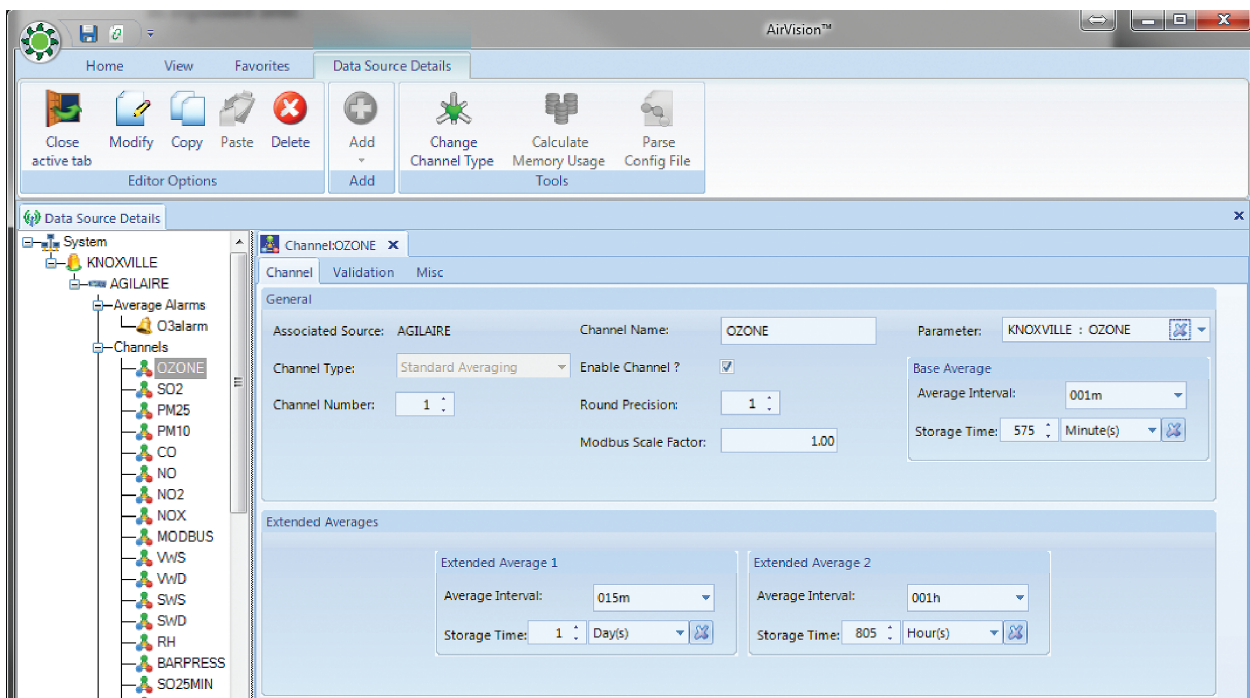 AirVision™
Home View Favorites Data Source Details
Close active tab
Modify Copy Paste Delete
Add
Change Channel Type
Calculate Memory Usage
Parse Config File
Editor Options Add Tools
Data Source Details
System
KNOXVILLE
AGILAIRE
Average Alarms
O3alarm
Channels
OZONE
SO2
PM25
PM10
CO
NO
NO2
NOX
MODBUS
VWS
VWD
SWS
SWD
RH
BARPRESS
SO25MIN
Channel:OZONE
Channel Validation Misc
General
Associated Source: AGILAIRE Channel Name: OZONE Parameter: KNOXVILLE : OZONE
Channel Type: Standard Averaging Enable Channel ?
Channel Number: 1 Round Precision: 1
Modbus Scale Factor: 1.00
Base Average
Average Interval: 001m
Storage Time: 575 Minute(s)
Extended Averages
Extended Average 1
Average Interval: 015m
Storage Time: 1 Day(s)
Extended Average 2
Average Interval: 001h
Storage Time: 805 Hour(s)